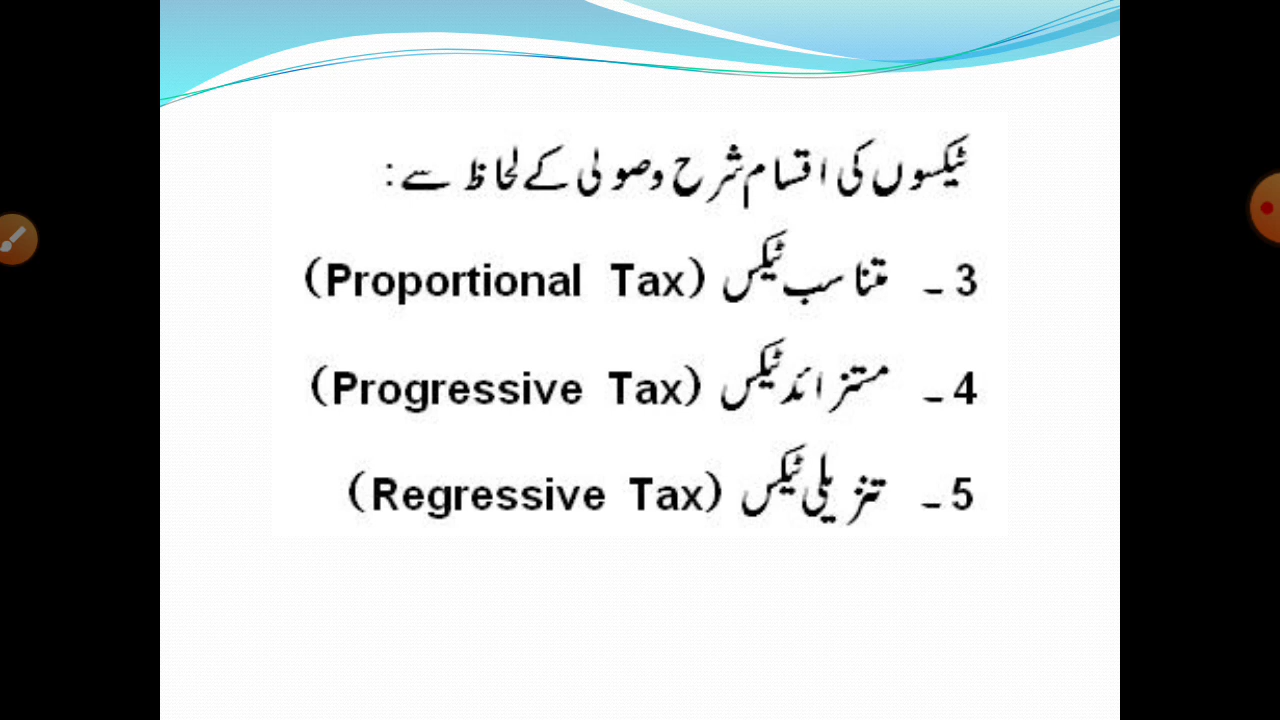 ٹیکسوں کی اقسام شرح وصولی کے لحاظ سے:
3۔ متناسب ٹیکس (Proportional Tax)
4۔ مستزائد ٹیکس (Progressive Tax)
5۔ تنزیلی ٹیکس (Regressive Tax)